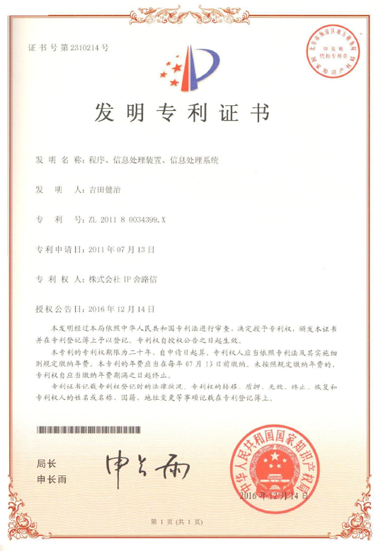 证书号第2310214号
发明专利证书
发 明 名 称：程序、信息处理装置、信息处理系统
发 明 人：吉田健治
专 利 号：ZL 2011 8 0034399.X
专利申请日：2011年07月13日
专 利 权 人：株式会社IP舍路信
授权公告日：2016年12月14日
本发明经过本局依照中华人民共和国专利法进行审查，决定授予专利权，颁发本证书
并在专利登记簿上予以登记。专利权自授权公告之日起生效。
本专利的专利权期限为二十年，自申请日起算。专利权人应当依照专利法及其实施细
则规定缴纳年费。本专利的年费应当在每年07月13日前缴纳。未按照规定缴纳年费的，
专利权自应当缴纳年费期满之日起终止。
专利证书记载专利权登记时的法律状况。专利权的转移、质押、无效、终止、恢复和
专利权人的姓名或名称、国籍、地址变更等事项记载在专利登记簿上。
局长
申长雨
申长雨
中华人民共和国国家知识产权局
2016年12月14日
第 1 页 (共 1 页)